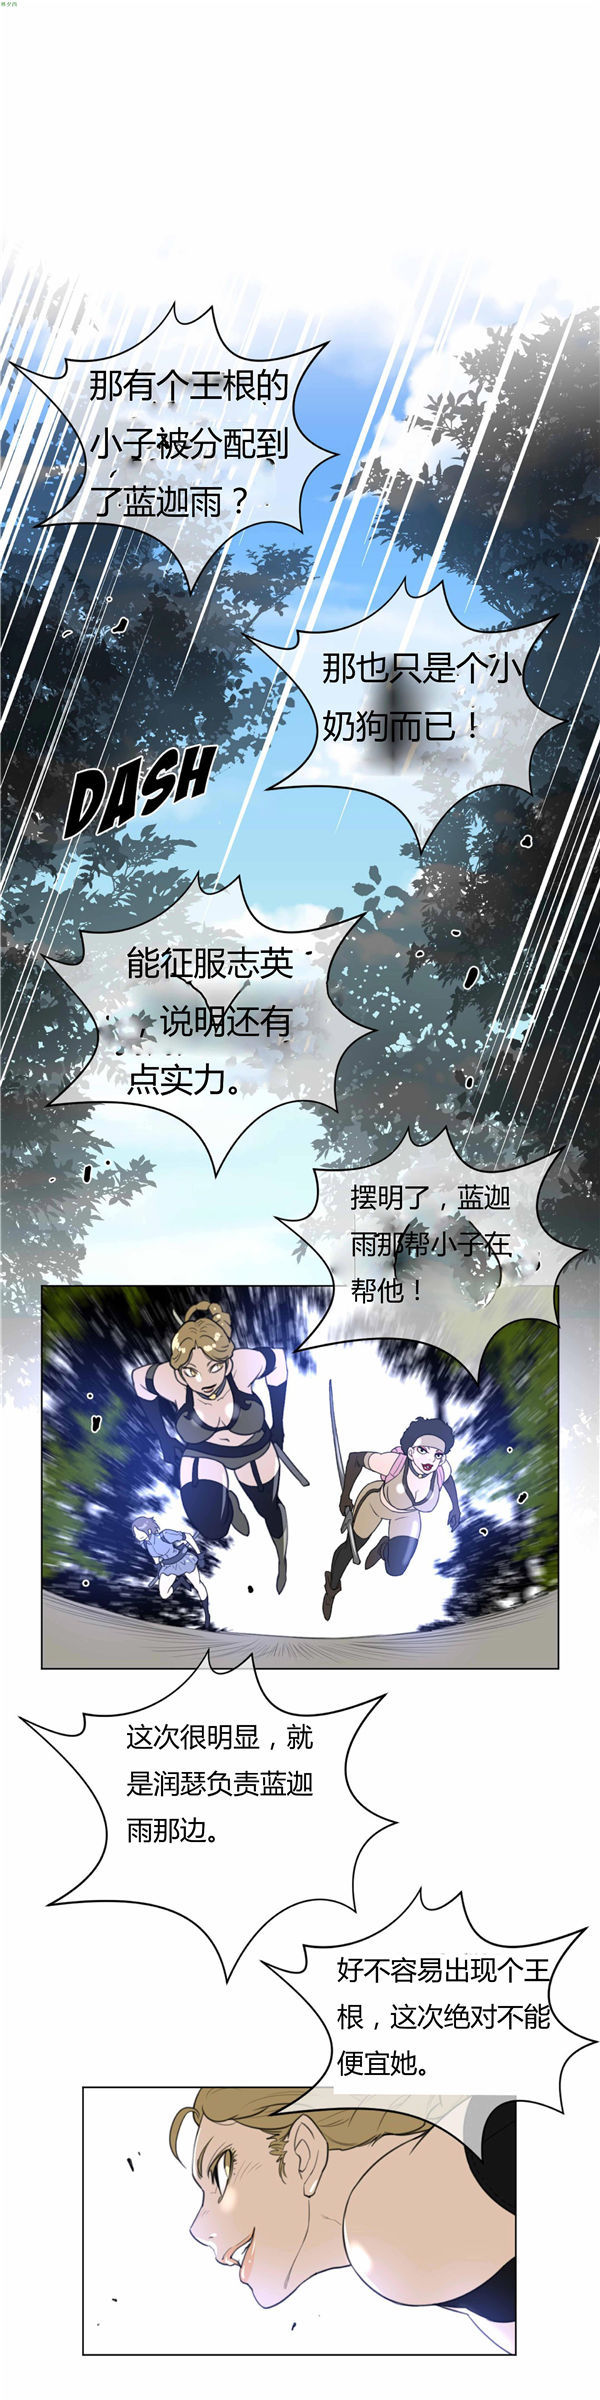 那有个王根的
小子被分配到
了蓝迦雨？
那也只是个小
奶狗而已！
DASH
能征服志英
，说明还有
点实力。
摆明了，蓝迦
雨那帮小子在
帮他！
这次很明显，就
是润瑟负责蓝迦
雨那边。
好不容易出现个王
根，这次绝对不能
便宜她。